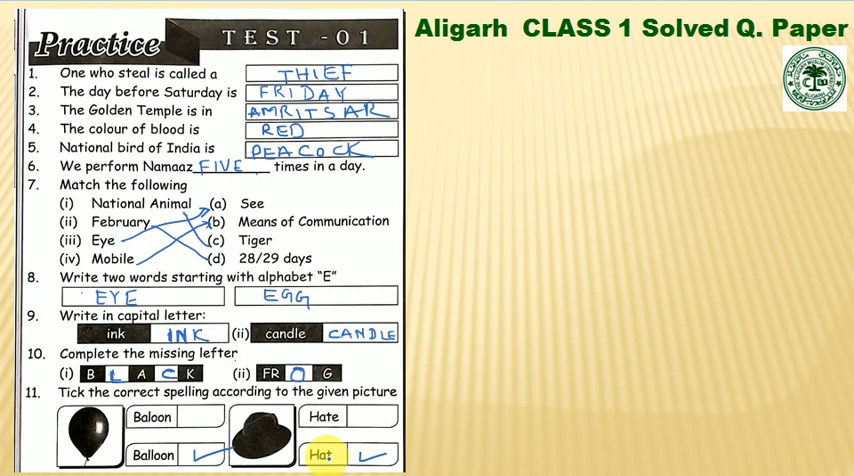 Aligarh CLASS 1 Solved Q. Paper
Practice TEST - 01
1. One who steal is called a THIEF
2. The day before Saturday is FRIDAY
3. The Golden Temple is in AMRITSAR
4. The colour of blood is RED
5. National bird of India is PEACOCK
6. We perform Namaaz FIVE times in a day.
7. Match the following
(i) National Animal (a) See
(ii) February (b) Means of Communication
(iii) Eye (c) Tiger
(iv) Mobile (d) 28/29 days
8. Write two words starting with alphabet "E"
EYE EGG
9. Write in capital letter:
ink INK (ii) candle CANDLE
10. Complete the missing lefter
(i) B L A C K (ii) FR O G
11. Tick the correct spelling according to the given picture
Baloon Hate
Balloon Hat